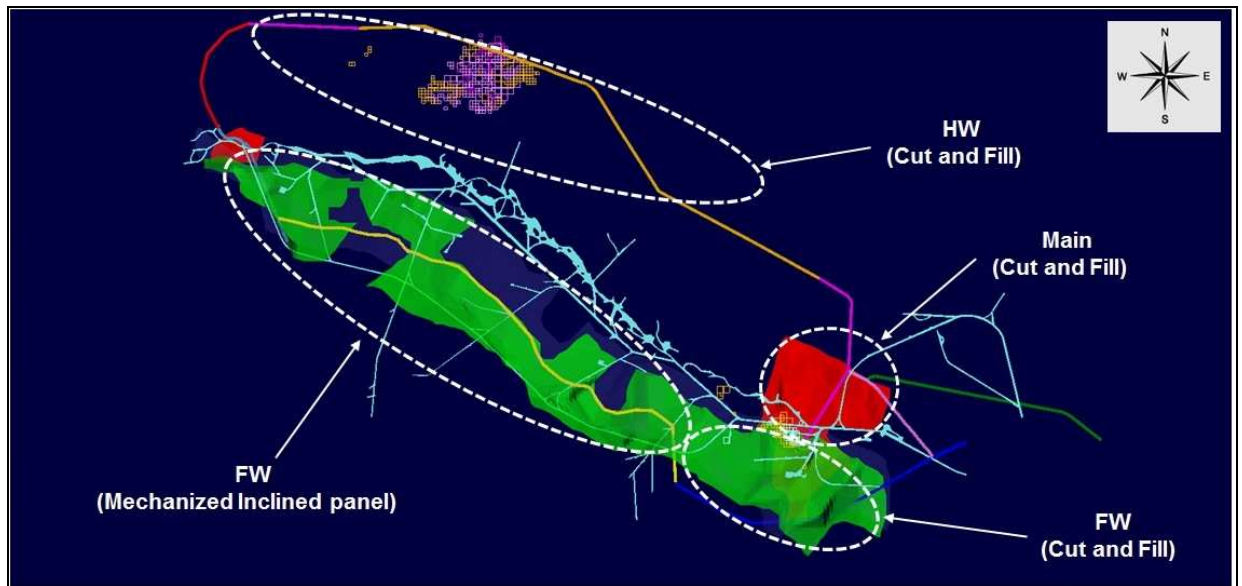 N
W E
S
HW
(Cut and Fill)
Main
(Cut and Fill)
FW
(Mechanized Inclined panel)
FW
(Cut and Fill)